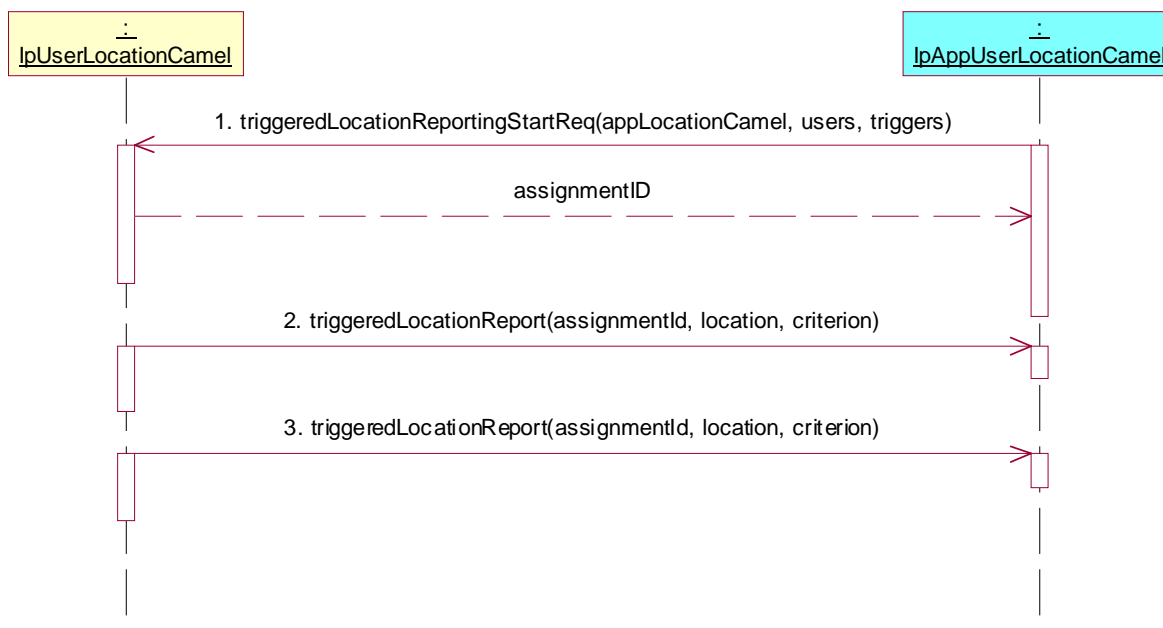 :
IpUserLocationCamel
:
IpAppUserLocationCamel
1. triggeredLocationReportingStartReq(appLocationCamel, users, triggers)
assignmentID
2. triggeredLocationReport(assignmentId, location, criterion)
3. triggeredLocationReport(assignmentId, location, criterion)